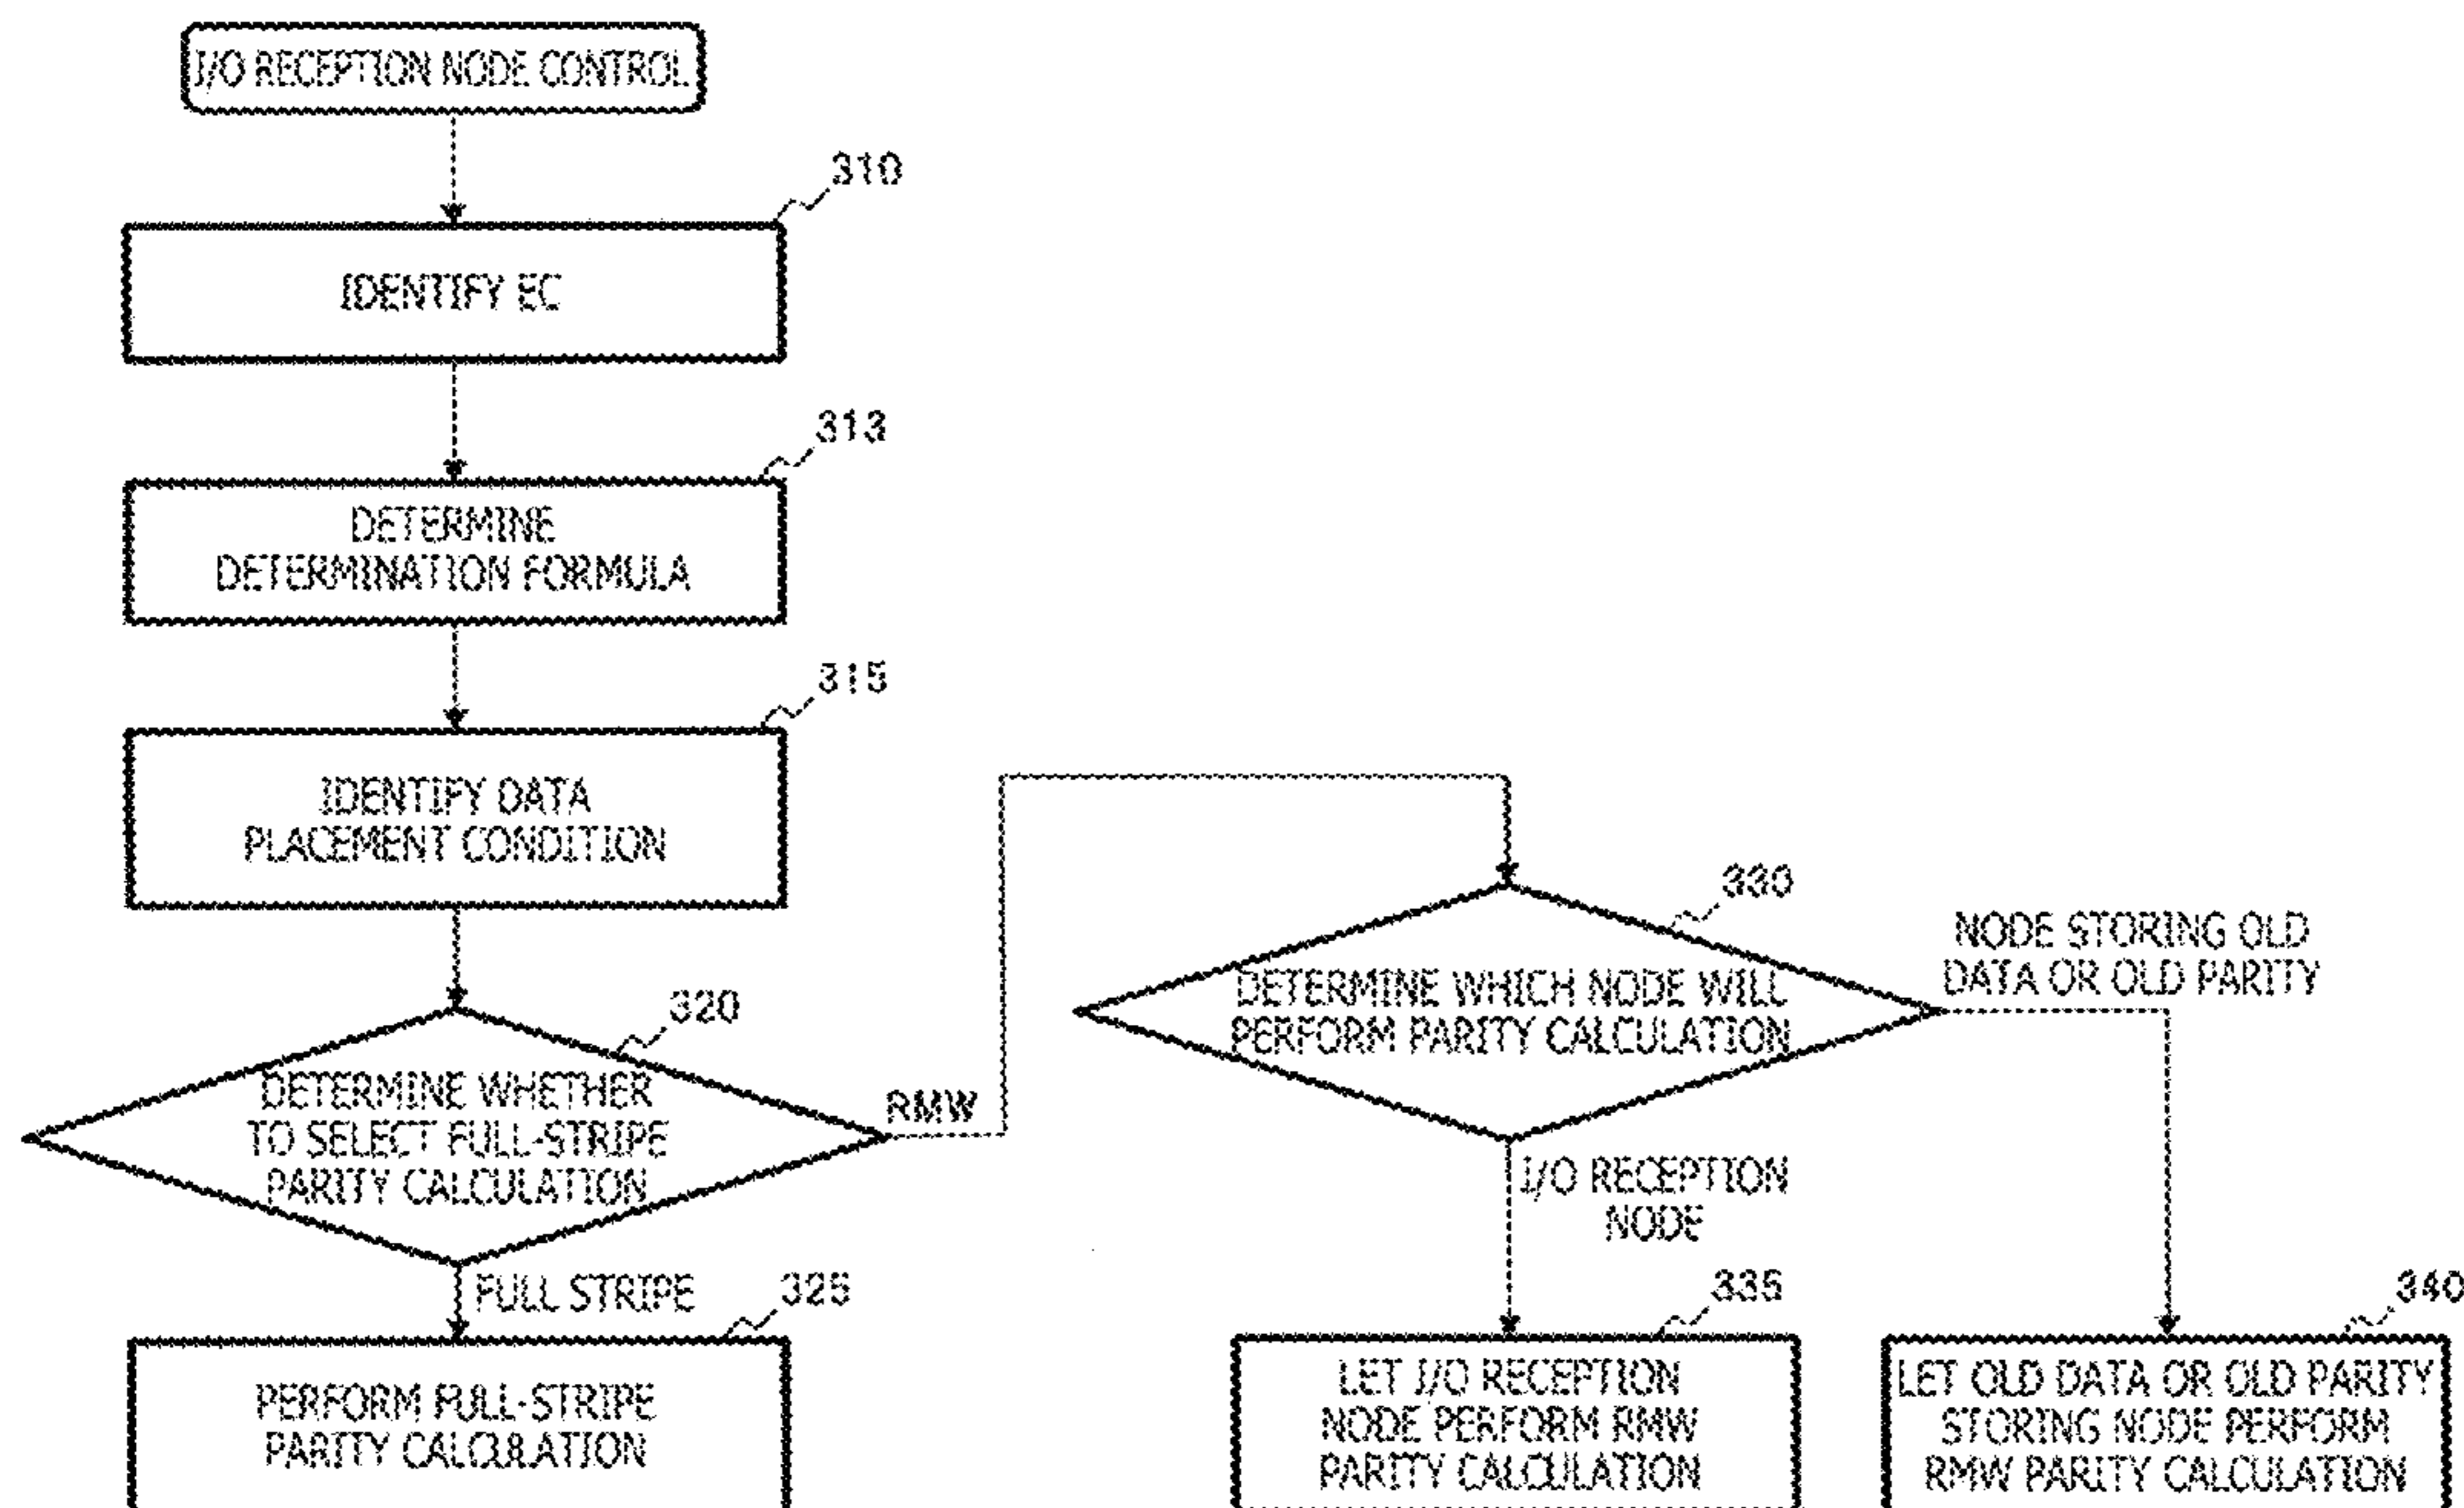 I/O RECEPTION NODE CONTROL
310
IDENTIFY EC
313
DETERMINE
DETERMINATION FORMULA
315
IDENTIFY DATA
PLACEMENT CONDITION
320
DETERMINE WHETHER
TO SELECT FULL-STRIPE
PARITY CALCULATION
RMW
FULL STRIPE
325
PERFORM FULL-STRIPE
PARITY CALCULATION
330
DETERMINE WHICH NODE WILL
PERFORM PARITY CALCULATION
NODE STORING OLD
DATA OR OLD PARITY
I/O RECEPTION
NODE
335
LET I/O RECEPTION
NODE PERFORM RMW
PARITY CALCULATION
340
LET OLD DATA OR OLD PARITY
STORING NODE PERFORM
RMW PARITY CALCULATION